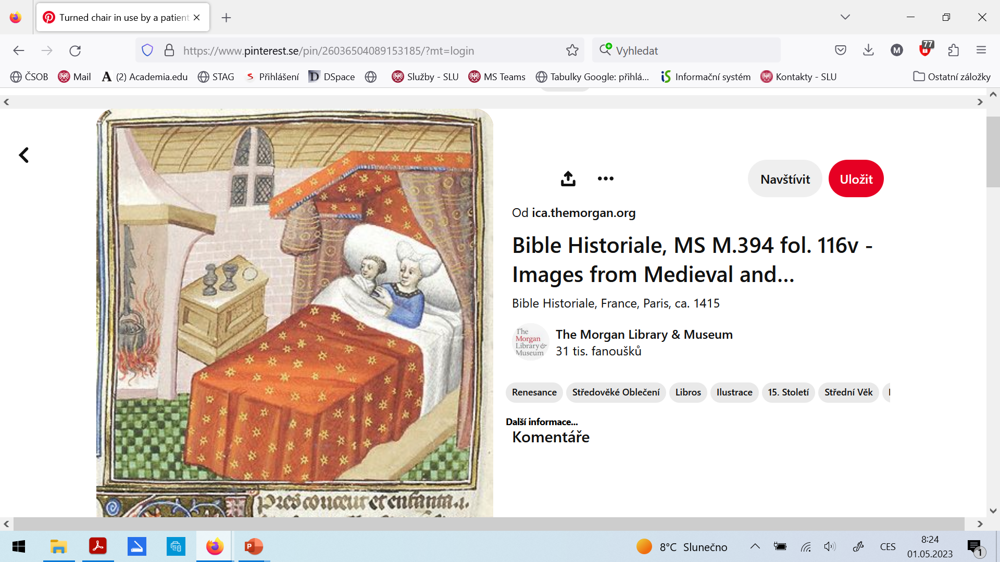 Turned chair in use by a patient
https://www.pinterest.se/pin/26036504089153185/?mt=login
Vyhledat
M
77
ČSOB
Mail
(2) Academia.edu
STAG
Přihlášení
DSpace
Služby - SLU
MS Teams
Tabulky Google: přihlá...
Informační systém
Kontakty - SLU
Ostatní záložky
Navštívit
Uložit
Od ica.themorgan.org
Bible Historiale, MS M.394 fol. 116v -
Images from Medieval and...
Bible Historiale, France, Paris, ca. 1415
The
Morgan
Library &
Museum
The Morgan Library & Museum
31 tis. fanoušků
Renesance
Středověké Oblečení
Libros
Ilustrace
15. Století
Střední Věk
Další informace...
Komentáře
pres conceut et enfanta .i.
8°C Slunečno
CES
8:24
01.05.2023
1